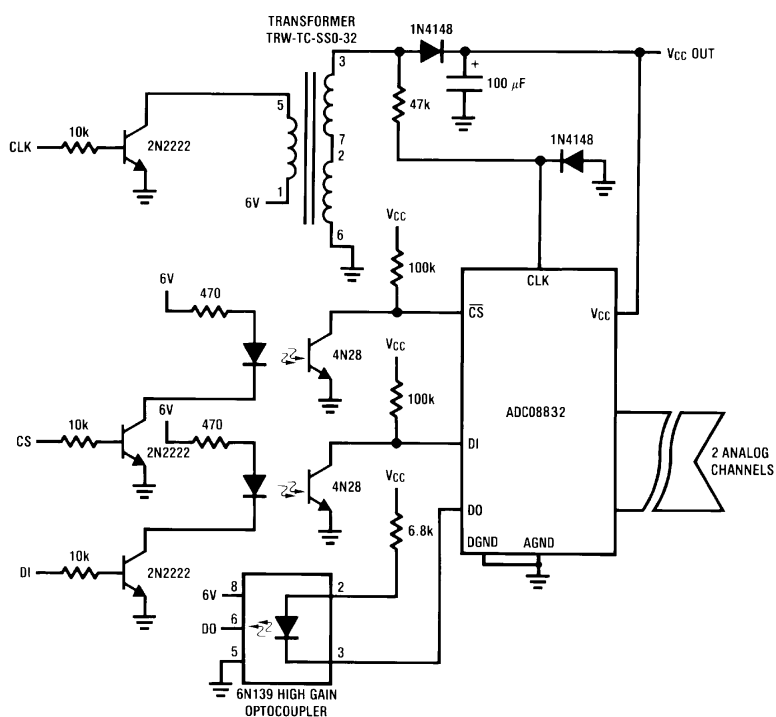 TRANSFORMER
TRW-TC-SSO-32
1N4148
3
VCC OUT
+
100 μF
5
47k
10k
CLK
2N2222
7
2
1N4148
1
6V
6
VCC
100k
CLK
6V
470
CS
VCC
4N28
VCC
ADC08832
10k
6V
470
100k
CS
2N2222
DI
2 ANALOG
CHANNELS
4N28
VCC
DO
6.8k
10k
DGND
AGND
DI
2N2222
6V
8
2
DO
6
5
3
6N139 HIGH GAIN
OPTOCOUPLER